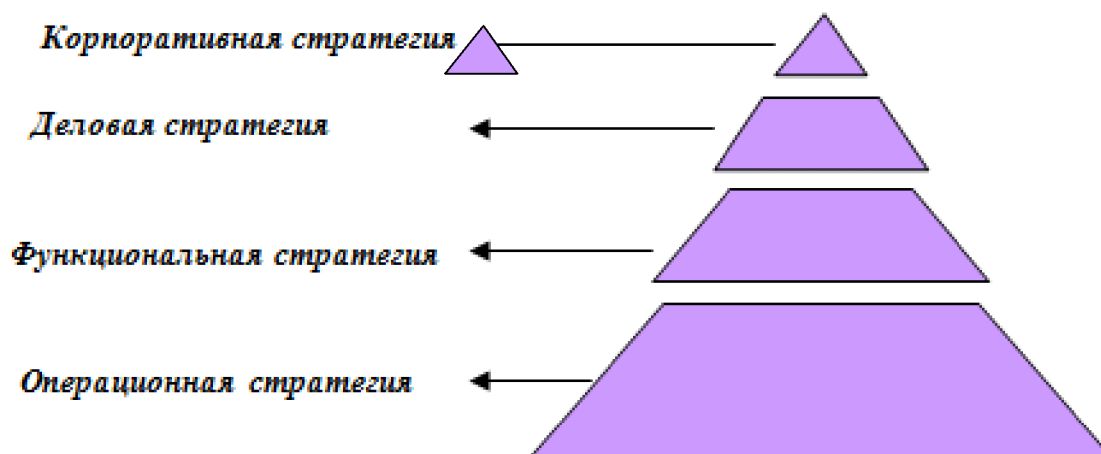 Корпоративная стратегия
Деловая стратегия
Функциональная стратегия
Операционная стратегия